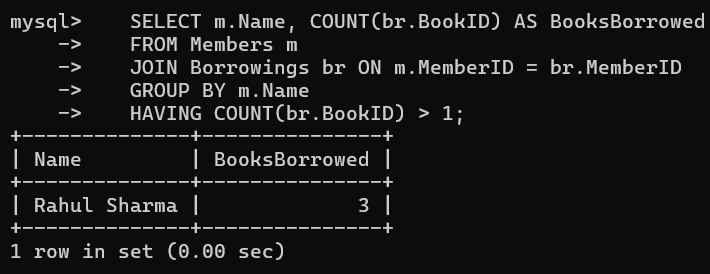 mysql>    SELECT m.Name, COUNT(br.BookID) AS BooksBorrowed
    ->    FROM Members m
    ->    JOIN Borrowings br ON m.MemberID = br.MemberID
    ->    GROUP BY m.Name
    ->    HAVING COUNT(br.BookID) > 1;
+--------------+---------------+
| Name         | BooksBorrowed |
+--------------+---------------+
| Rahul Sharma |             3 |
+--------------+---------------+
1 row in set (0.00 sec)